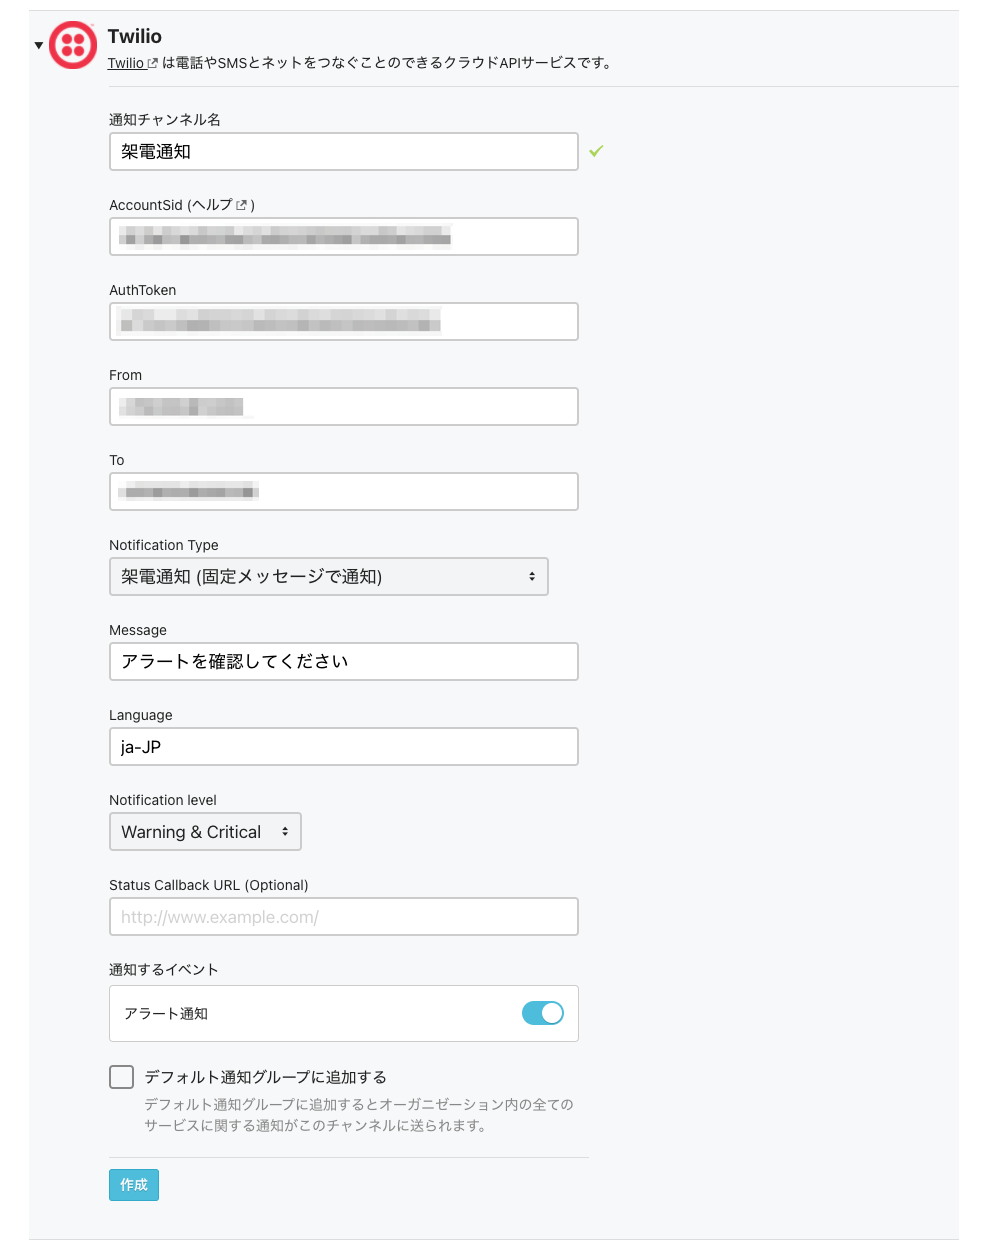 Twilio
Twilio は電話やSMSとネットをつなぐことのできるクラウドAPIサービスです。
通知チャンネル名
架電通知
AccountSid (ヘルプ)
AuthToken
From
To
Notification Type
架電通知 (固定メッセージで通知)
Message
アラートを確認してください
Language
ja-JP
Notification level
Warning & Critical
Status Callback URL (Optional)
http://www.example.com/
通知するイベント
アラート通知
デフォルト通知グループに追加する
デフォルト通知グループに追加するとオーガニゼーション内の全ての
サービスに関する通知がこのチャンネルに送られます。
作成